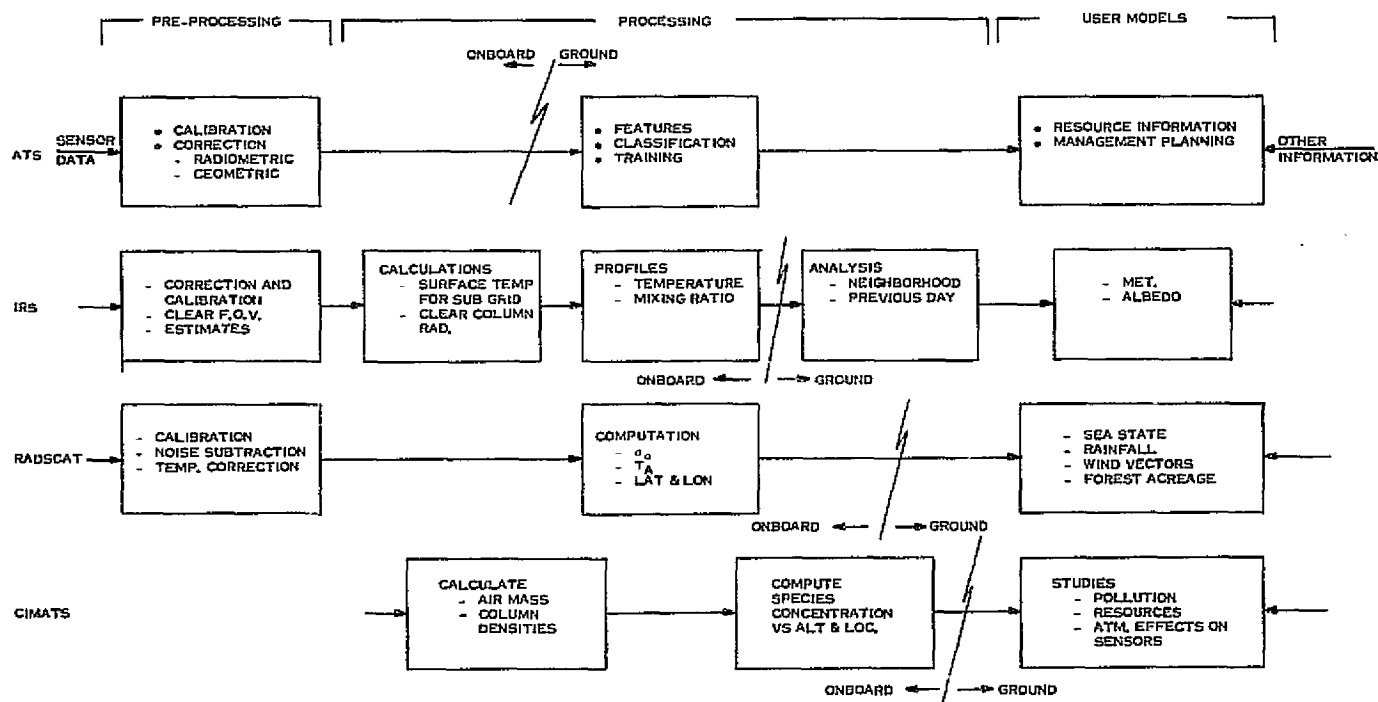 PRE-PROCESSING
PROCESSING
USER MODELS
ONBOARD GROUND
ATS
SENSOR
DATA
• CALIBRATION
• CORRECTION
- RADIOMETRIC
- CEOMETRIC
• FEATURES
• CLASSIFICATION
• TRAINING
• RESOURCE INFORMATION
• MANAGEMENT PLANNING
OTHER
INFORMATION
IRS
- CORRECTION AND
CALIBRATION
- CLEAR F.O.V.
- ESTIMATES
CALCULATIONS
- SURFACE TEMP
FOR SUB GRID
- CLEAR COLUMN
RAD.
PROFILES
- TEMPERATURE
- MIXING RATIO
ANALYSIS
- NEIGHBORHOOD
- PREVIOUS DAY
- MET.
- ALBEDO
ONBOARD GROUND
RADSCAT
- CALIBRATION
- NOISE SUBTRACTION
- TEMP. CORRECTION
COMPUTATION
-
- TA
- LAT & LON
- SEA STATE
- RAINFALL
- WIND VECTORS
- FOREST ACREAGE
ONBOARD GROUND
CIMATS
CALCULATE
- AIR MASS
- COLUMN
DENSITIES
COMPUTE
SPECIES
CONCENTRATION
VS ALT & LOC.
STUDIES
- POLLUTION
- RESOURCES
- ATM. EFFECTS ON
SENSORS
ONBOARD GROUND